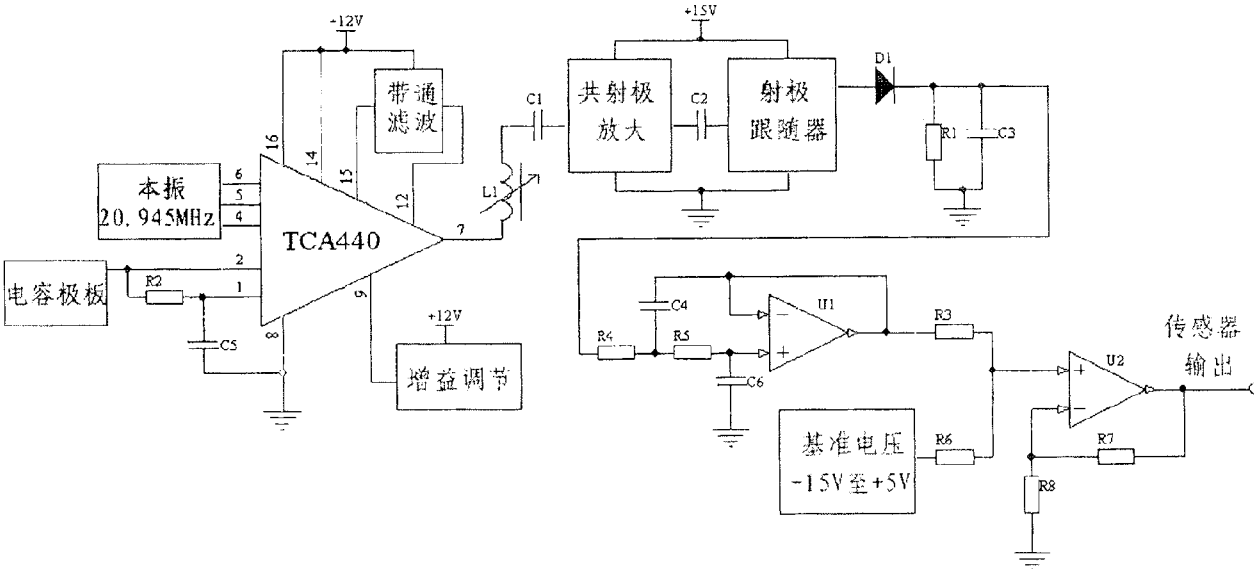 +12V
+15V
D1
带通
滤波
共射极
放大
射极
跟随器
C1
C2
R1
C3
16
14
15
12
本振
20.945MHz
6
5
4
TCA440
7
L1
电容极板
2
R2
1
8
9
C5
+12V
增益调节
C4
U1
R4
R5
C6
R3
U2
传感器
输出
基准电压
-15V至+5V
R6
R7
R8